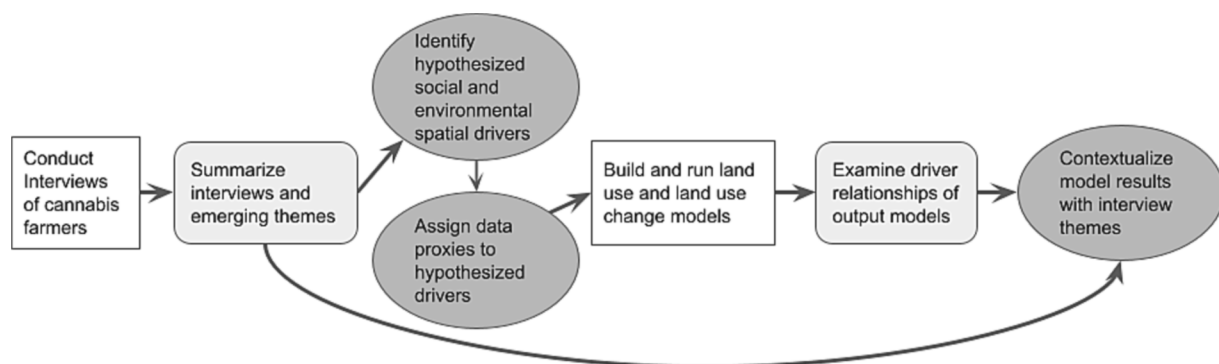 Conduct
Interviews
of cannabis
farmers
Summarize
interviews and
emerging themes
Identify
hypothesized
social and
environmental
spatial drivers
Assign data
proxies to
hypothesized
drivers
Build and run land
use and land use
change models
Examine driver
relationships of
output models
Contextualize
model results
with interview
themes